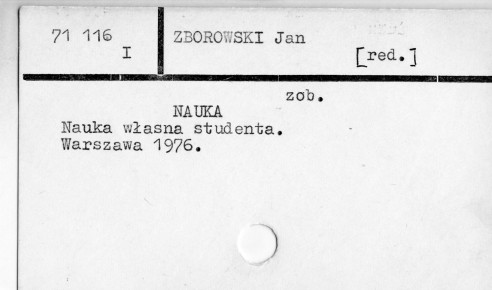 71 116 ZBOROWSKI Jan
I [red.]
zob.
NAUKA
Nauka własna studenta.
Warszawa 1976.